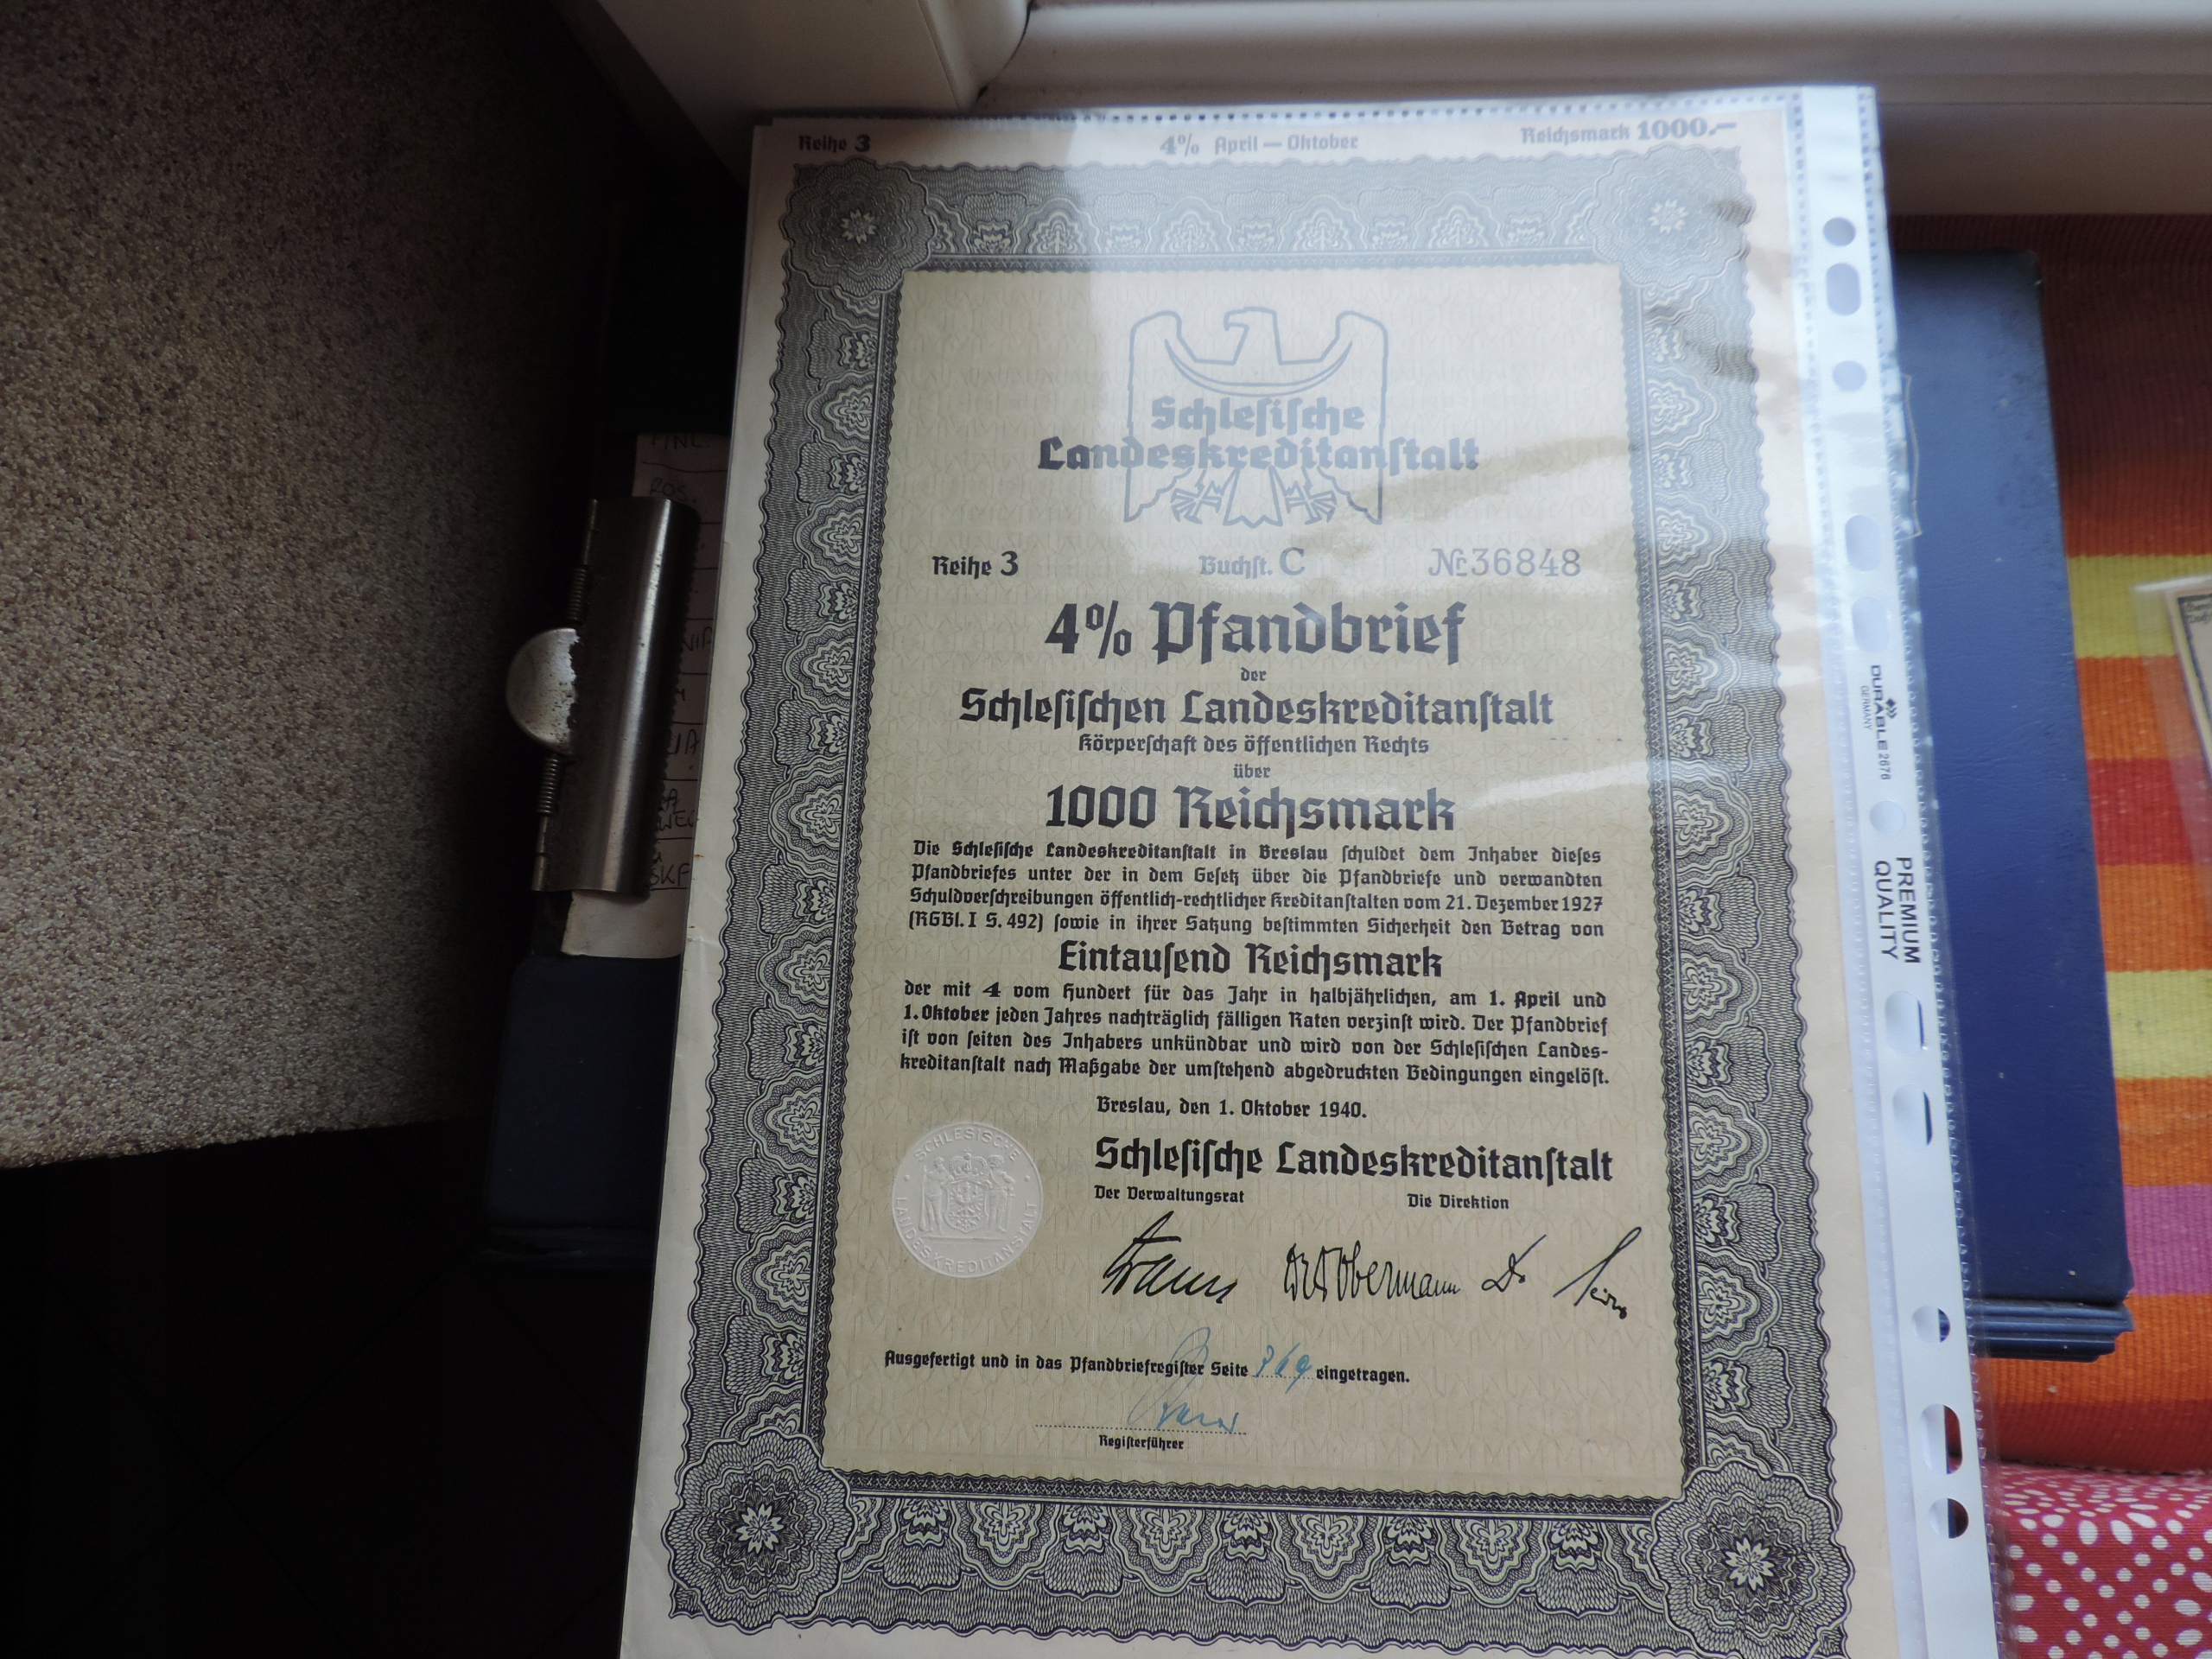 Reihe 3 4% April — Oktober Reichsmark 1000.—
Schleſiſche
Landeskreditanſtalt
Reihe 3 Buchſt. C № 36848
4% Pfandbrief
der
Schleſiſchen Landeskreditanſtalt
Körperſchaft des öffentlichen Rechts
über
1000 Reichsmark
Die Schleſiſche Landeskreditanſtalt in Breslau ſchuldet dem Inhaber dieſes
Pfandbriefes unter der in dem Geſetz über die Pfandbriefe und verwandten
Schuldverſchreibungen öffentlich-rechtlicher Kreditanſtalten vom 21. Dezember 1927
(RGBl. I S. 492) ſowie in ihrer Satzung beſtimmten Sicherheit den Betrag von
Eintauſend Reichsmark
der mit 4 vom Hundert für das Jahr in halbjährlichen, am 1. April und
1. Oktober jeden Jahres nachträglich fälligen Raten verzinſt wird. Der Pfandbrief
iſt von ſeiten des Inhabers unkündbar und wird von der Schleſiſchen Landes-
kreditanſtalt nach Maßgabe der umſtehend abgedruckten Bedingungen eingelöſt.
Breslau, den 1. Oktober 1940.
Schleſiſche Landeskreditanſtalt
Der Verwaltungsrat Die Direktion
SCHLESISCHE
LANDESKREDITANSTALT
Obermann Dr
Ausgefertigt und in das Pfandbriefregiſter Seite 369 eingetragen.
Regiſterführer
DURABLE 2676
GERMANY
PREMIUM
QUALITY